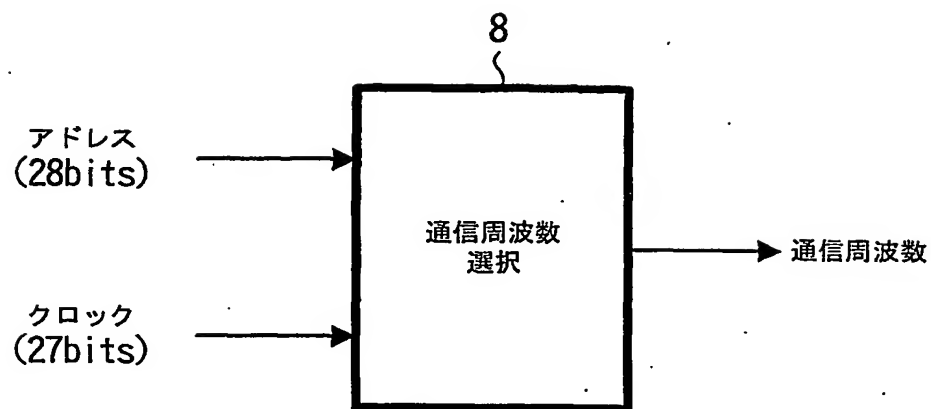 8
アドレス
(28bits)
通信周波数
選択
通信周波数
クロック
(27bits)